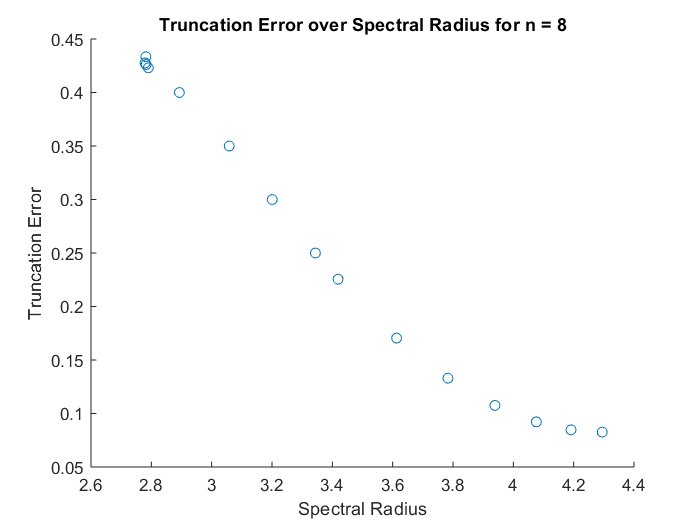 Truncation Error over Spectral Radius for n = 8
0.45
0.4
0.35
0.3
0.25
0.2
0.15
0.1
0.05
Truncation Error
2.6 2.8 3 3.2 3.4 3.6 3.8 4 4.2 4.4
Spectral Radius